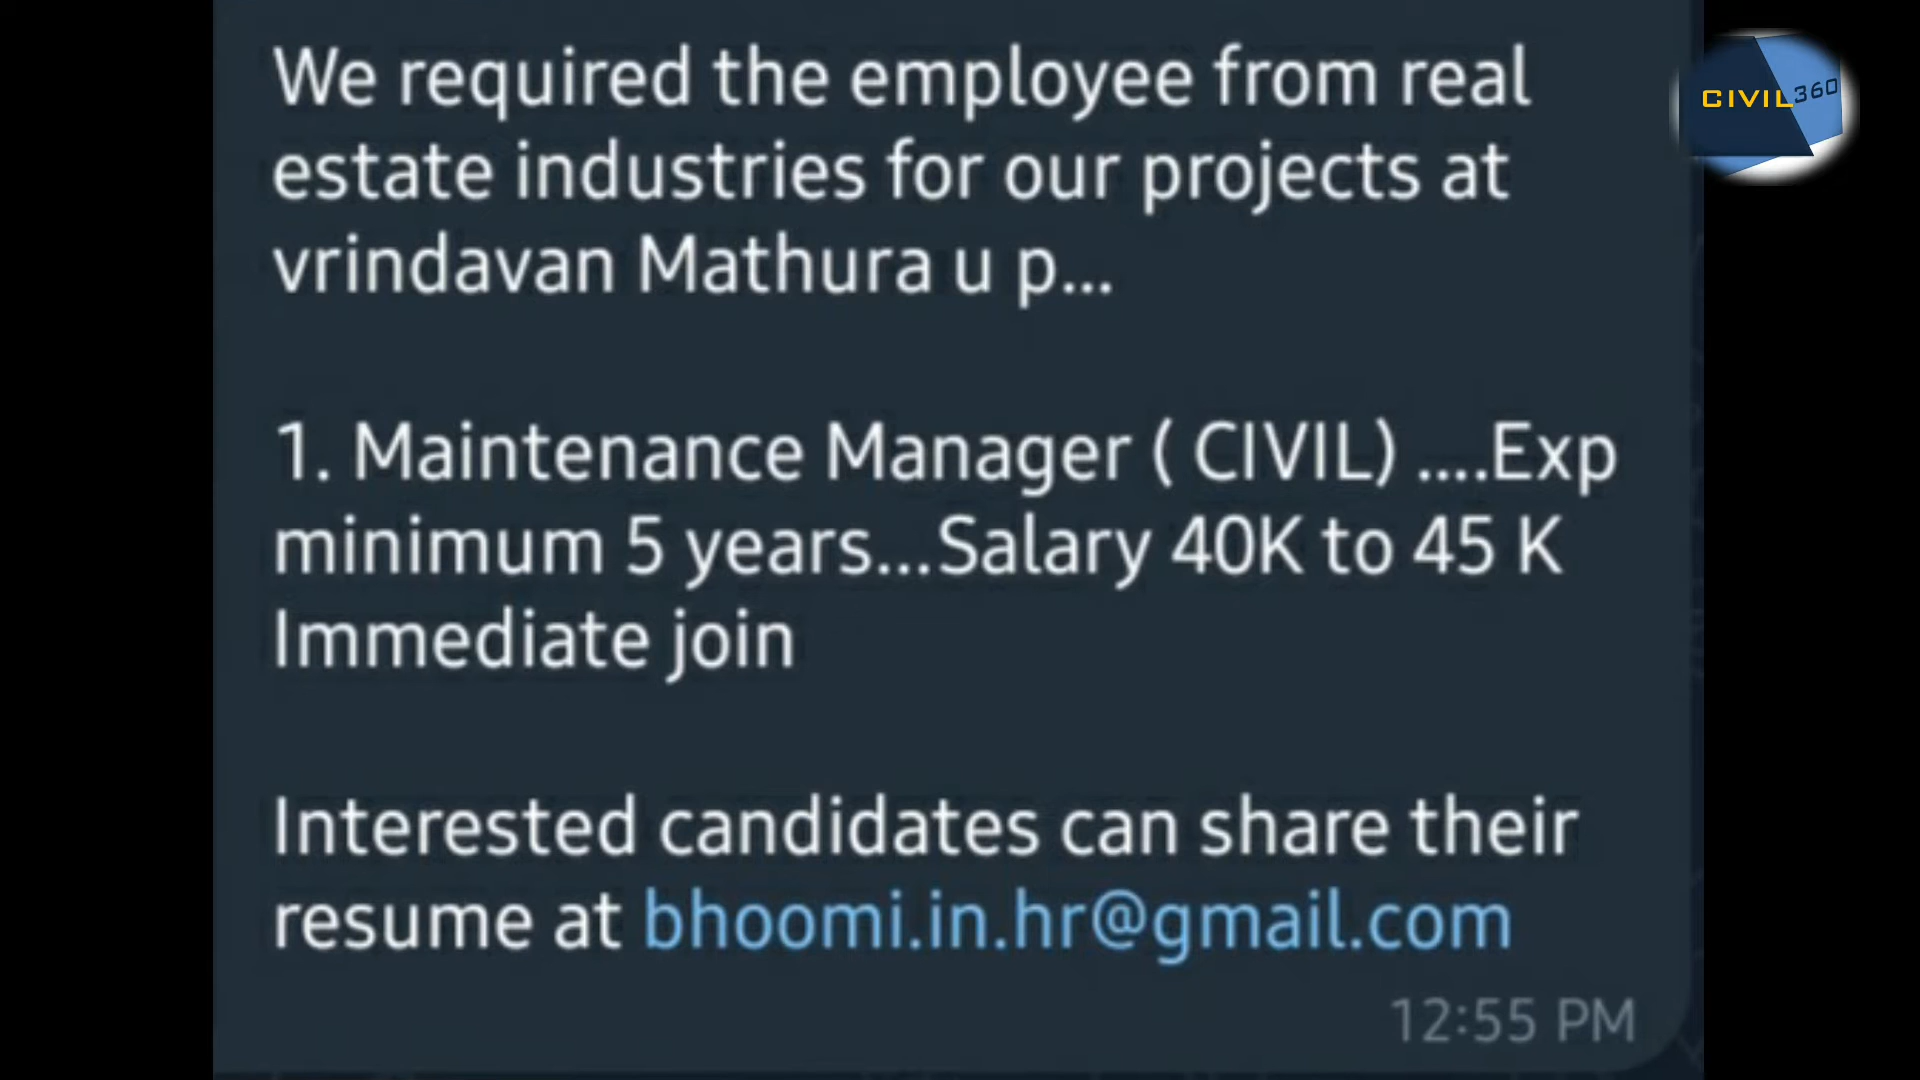 We required the employee from real
estate industries for our projects at
vrindavan Mathura u p...
1. Maintenance Manager ( CIVIL) ....Exp
minimum 5 years...Salary 40K to 45 K
Immediate join
Interested candidates can share their
resume at bhoomi.in.hr@gmail.com
12:55 PM
CIVIL360